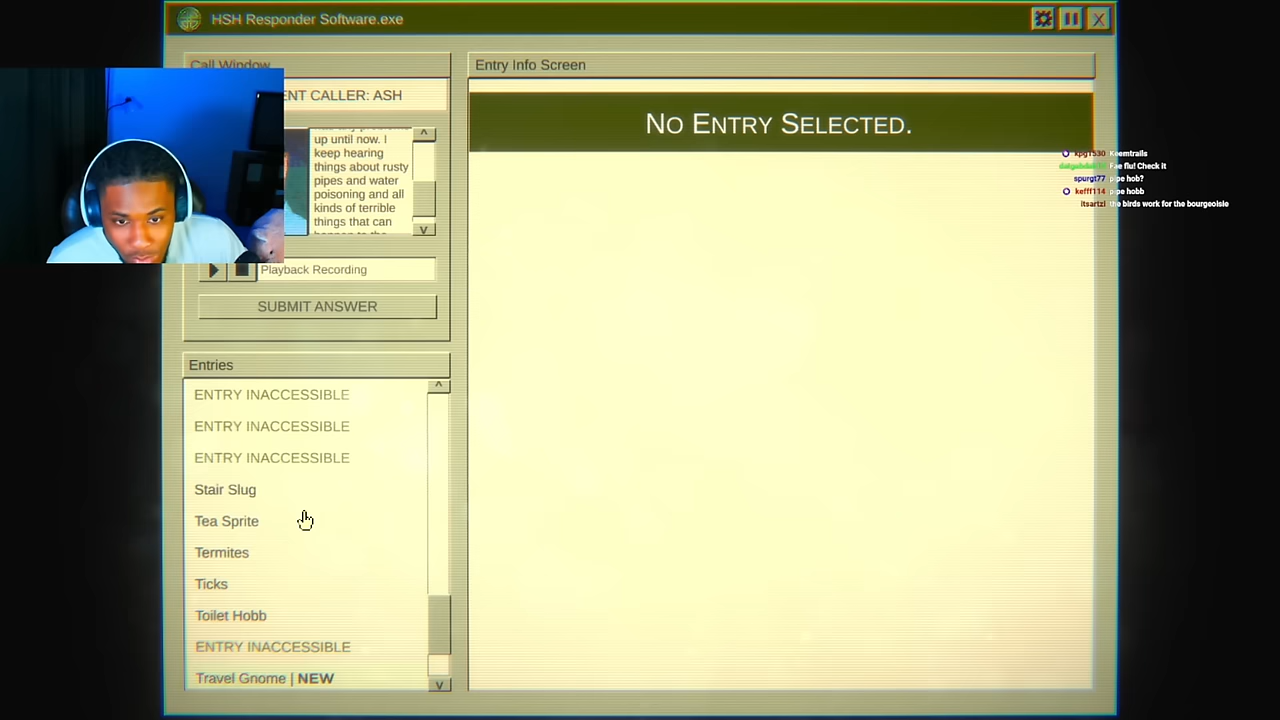 HSH Responder Software.exe
Call Window
ENT CALLER: ASH
up until now. I
keep hearing
things about rusty
pipes and water
poisoning and all
kinds of terrible
things that can
Playback Recording
SUBMIT ANSWER
Entries
ENTRY INACCESSIBLE
ENTRY INACCESSIBLE
ENTRY INACCESSIBLE
Stair Slug
Tea Sprite
Termites
Ticks
Toilet Hobb
ENTRY INACCESSIBLE
Travel Gnome | NEW
Entry Info Screen
NO ENTRY SELECTED.
xpg1530 Keemtrails
Fae flu! Check it
spurgt77 pipe hob?
kefff114 pipe hobb
itsartzi the birds work for the bourgeoisie